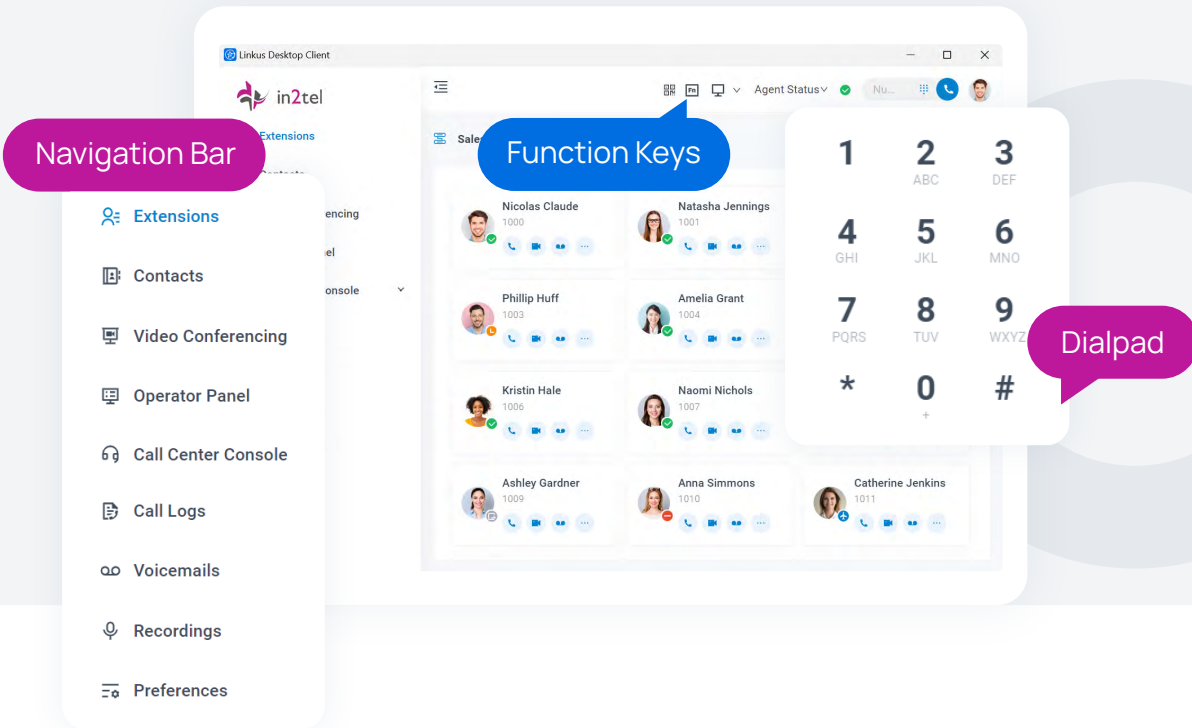 Linkus Desktop Client
in2tel
Fn
Agent Status
Nu...
Extensions
Sale
Navigation Bar
Function Keys
Contacts
encing
el
onsole
Extensions
Contacts
Video Conferencing
Operator Panel
Call Center Console
Call Logs
Voicemails
Recordings
Preferences
Nicolas Claude
1000
Natasha Jennings
1001
Phillip Huff
1003
Amelia Grant
1004
Kristin Hale
1006
Naomi Nichols
1007
Ashley Gardner
1009
Anna Simmons
1010
Catherine Jenkins
1011
1 2 3
ABC DEF
4 5 6
GHI JKL MNO
7 8 9
PQRS TUV WXYZ
* 0 #
+
Dialpad